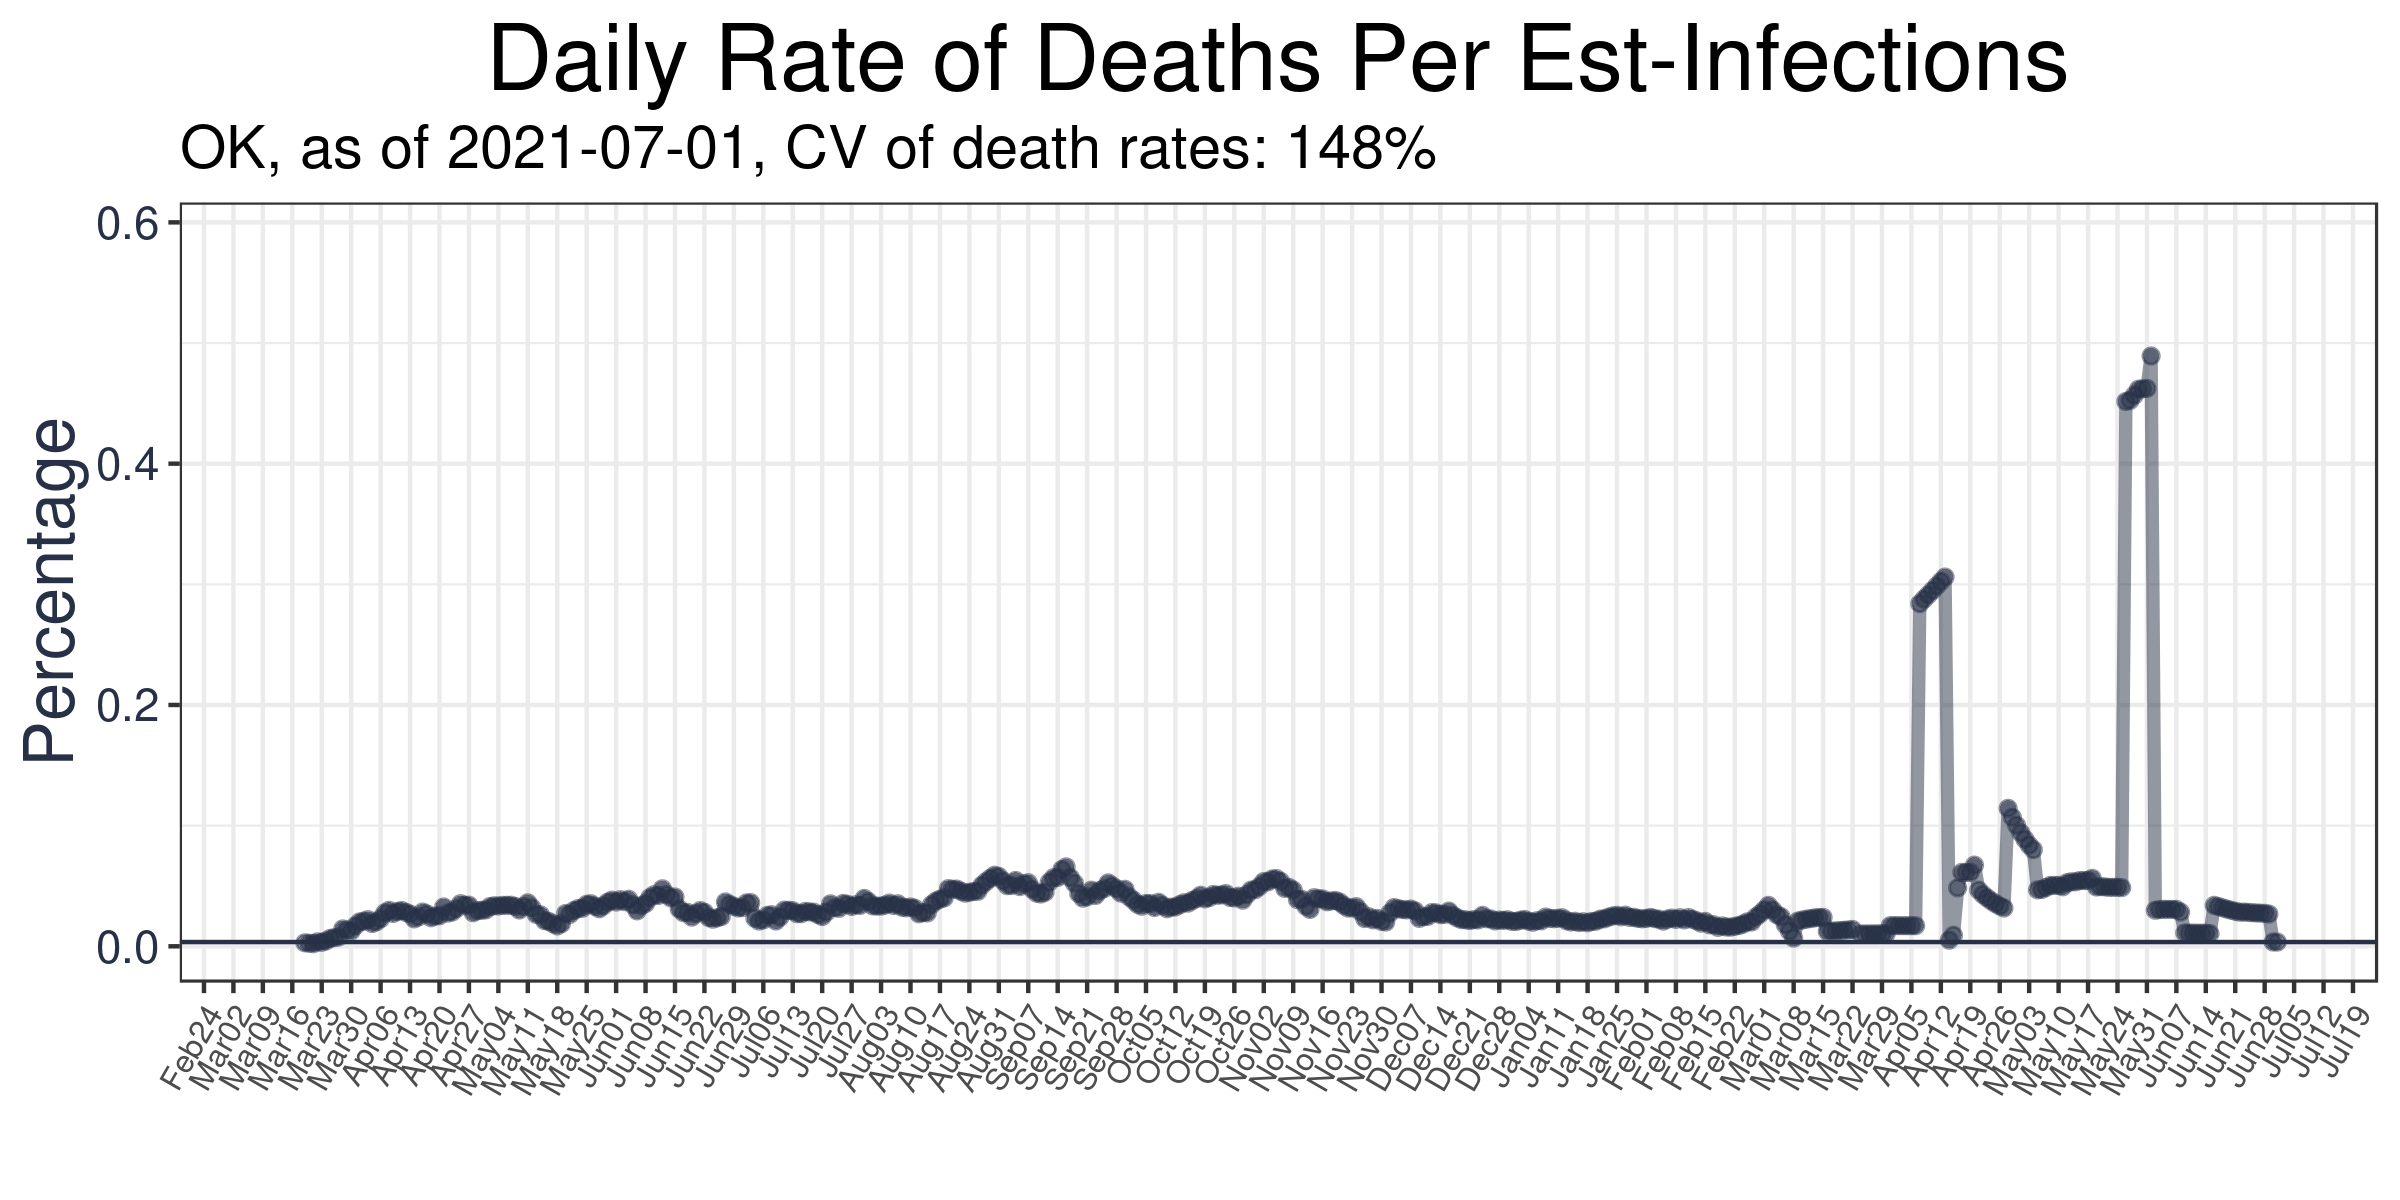 Daily Rate of Deaths Per Est-Infections
OK, as of 2021-07-01, CV of death rates: 148%
Percentage
0.6
0.4
0.2
0.0
Feb24
Mar02
Mar09
Mar16
Mar23
Mar30
Apr06
Apr13
Apr20
Apr27
May04
May11
May18
May25
Jun01
Jun08
Jun15
Jun22
Jun29
Jul06
Jul13
Jul20
Jul27
Aug03
Aug10
Aug17
Aug24
Aug31
Sep07
Sep14
Sep21
Sep28
Oct05
Oct12
Oct19
Oct26
Nov02
Nov09
Nov16
Nov23
Nov30
Dec07
Dec14
Dec21
Dec28
Jan04
Jan11
Jan18
Jan25
Feb01
Feb08
Feb15
Feb22
Mar01
Mar08
Mar15
Mar22
Mar29
Apr05
Apr12
Apr19
Apr26
May03
May10
May17
May24
May31
Jun07
Jun14
Jun21
Jun28
Jul05
Jul12
Jul19